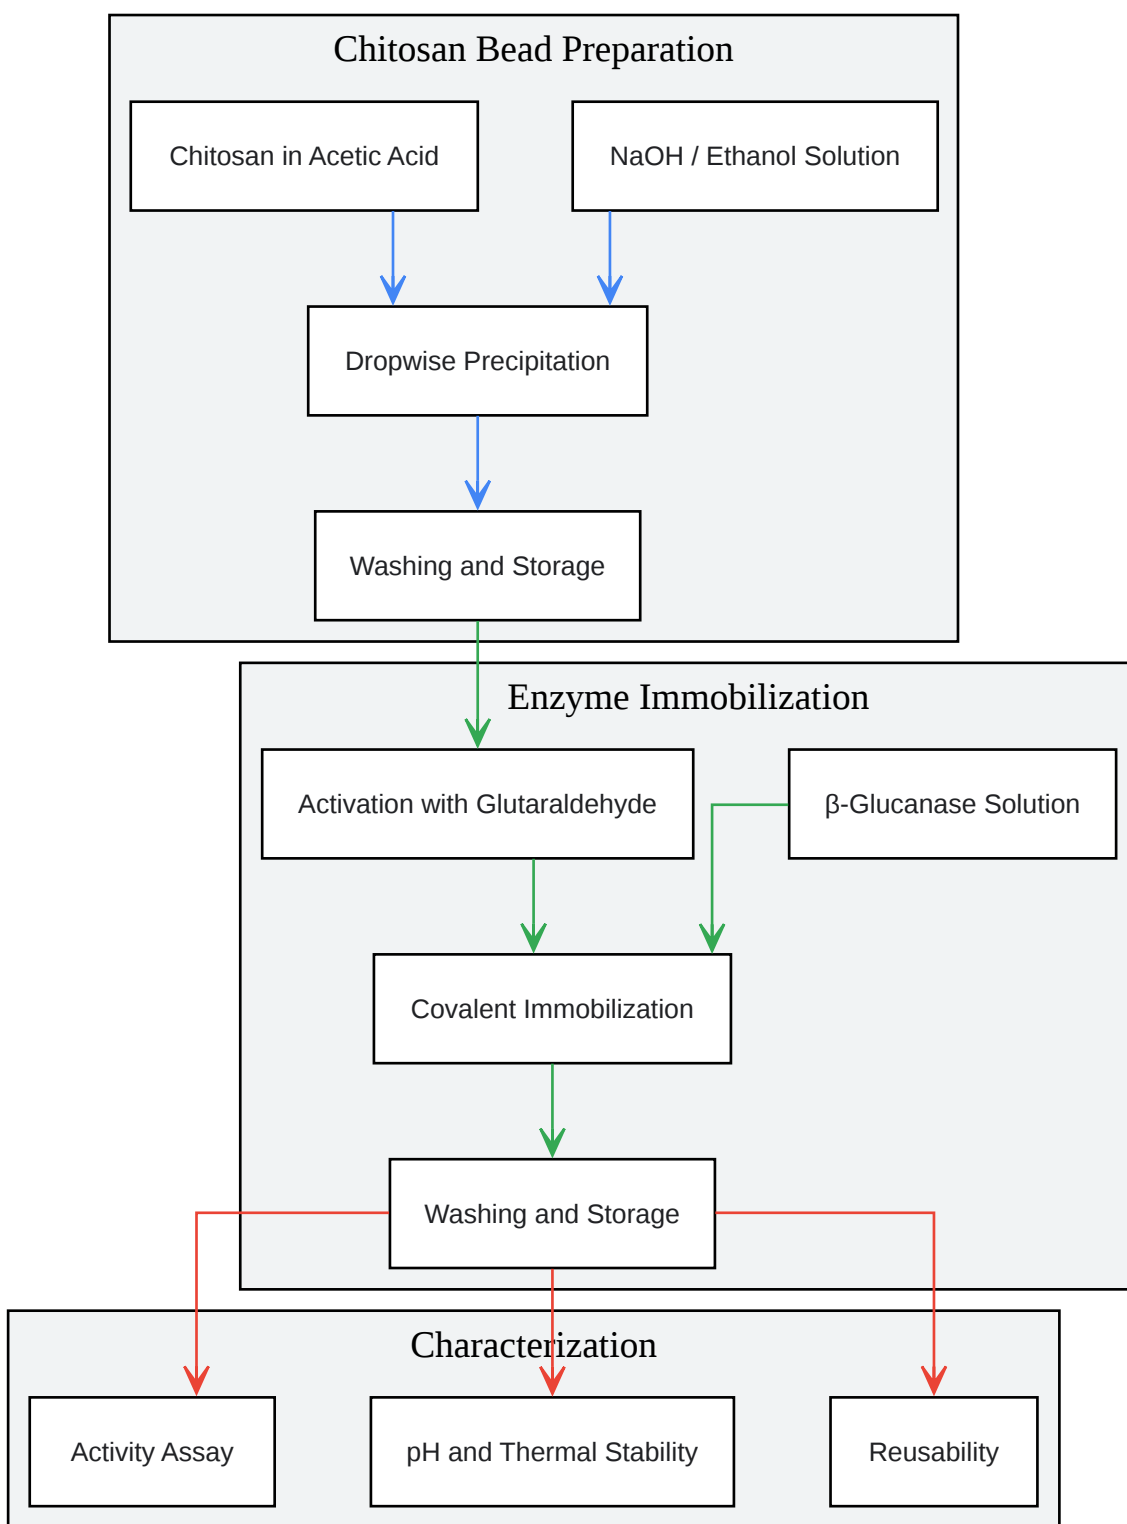 Chitosan Bead Preparation
Chitosan in Acetic Acid
NaOH / Ethanol Solution
Dropwise Precipitation
Washing and Storage
Enzyme Immobilization
Activation with Glutaraldehyde
β-Glucanase Solution
Covalent Immobilization
Washing and Storage
Characterization
Activity Assay
pH and Thermal Stability
Reusability